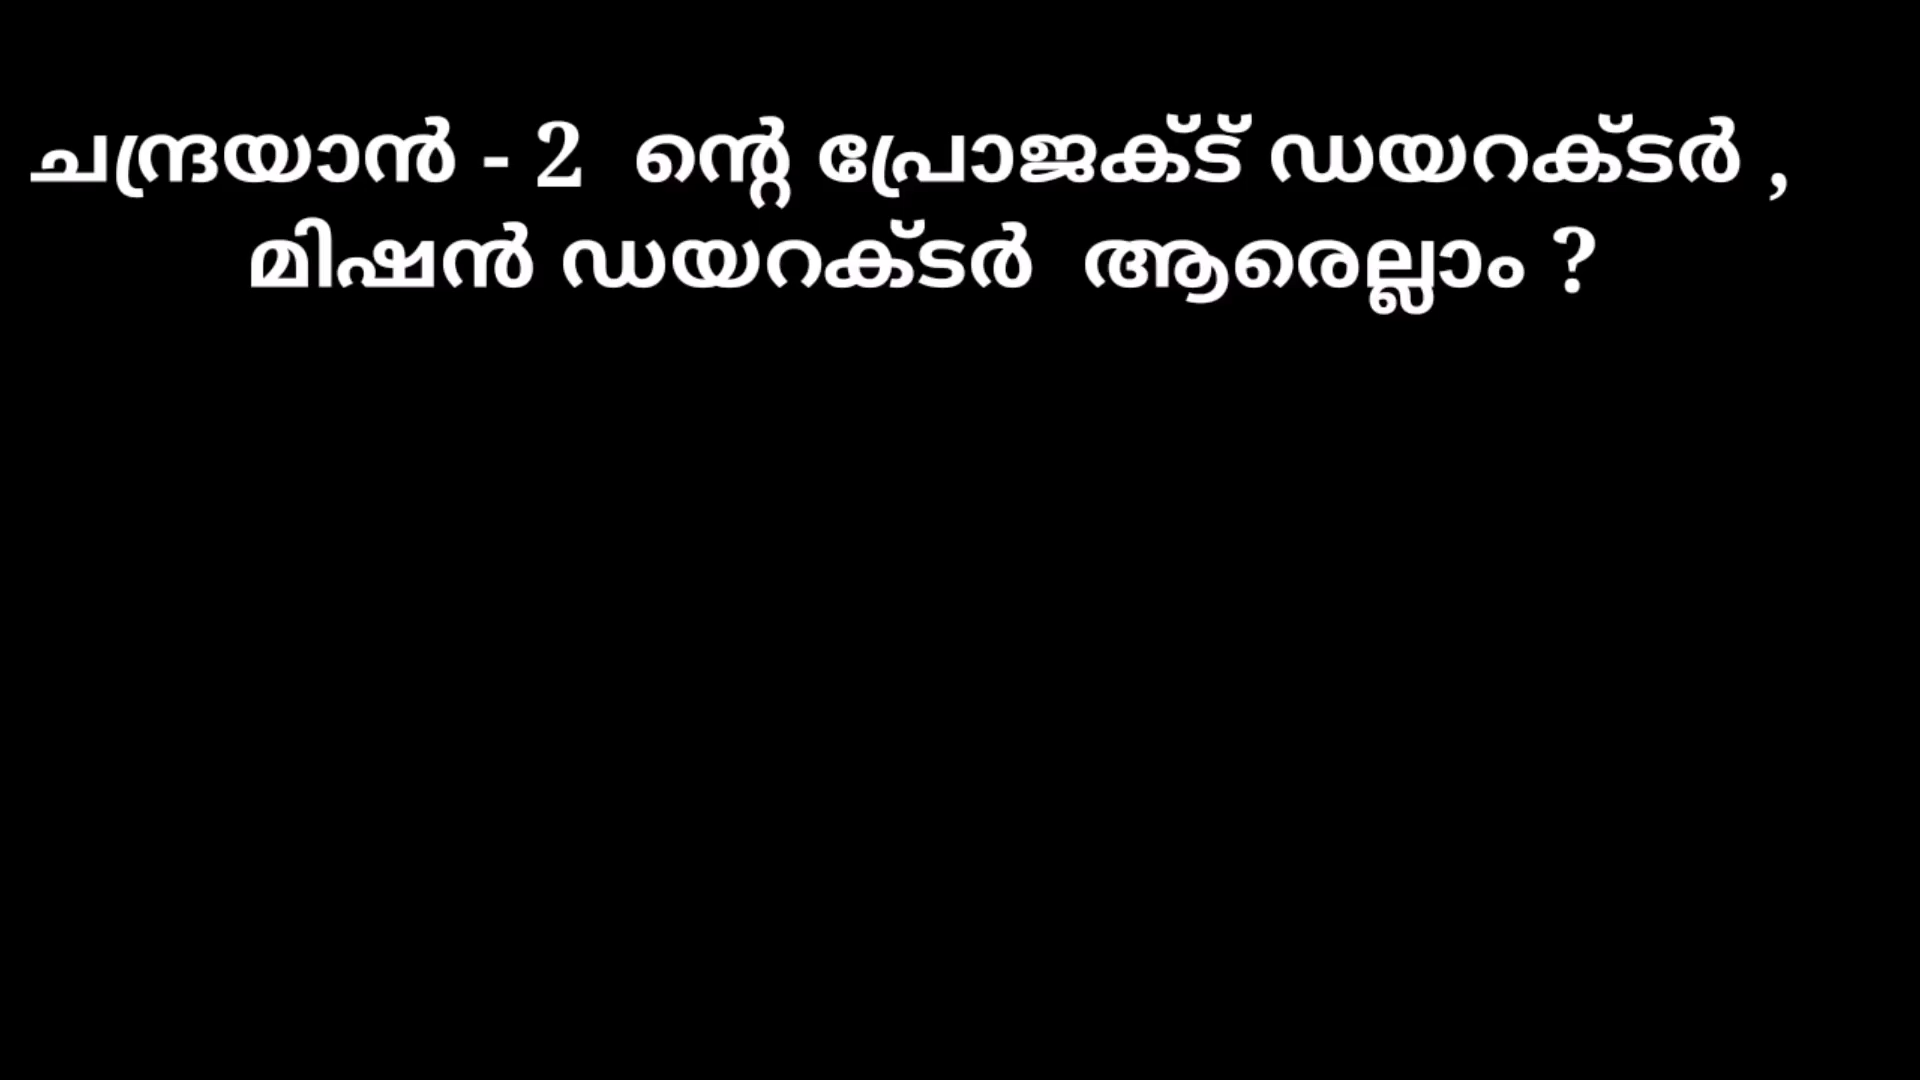 ചന്ദ്രയാൻ - 2 ന്റെ പ്രോജക്ട് ഡയറക്ടർ ,
മിഷൻ ഡയറക്ടർ ആരെല്ലാം ?